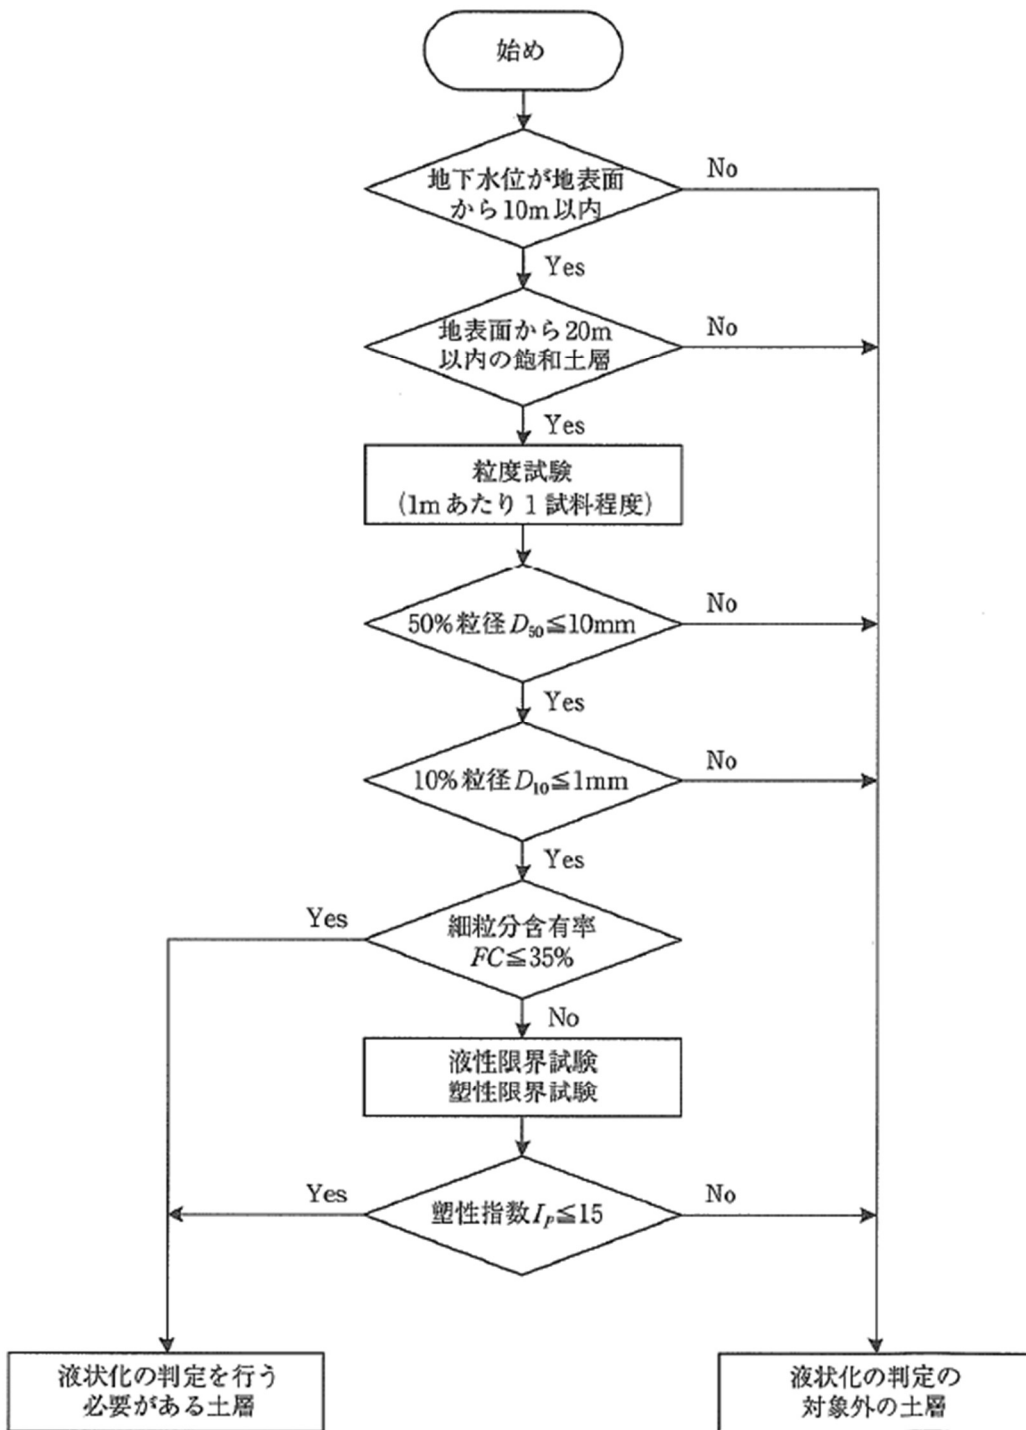 始め
地下水位が地表面
から10m以内
No
Yes
地表面から20m
以内の飽和土層
No
Yes
粒度試験
(1mあたり1試料程度)
50%粒径D₅₀≦10mm
No
Yes
10%粒径D₁₀≦1mm
No
Yes
細粒分含有率
FC≦35%
Yes
No
液性限界試験
塑性限界試験
塑性指数Iₚ≦15
Yes
No
液状化の判定を行う
必要がある土層
液状化の判定の
対象外の土層